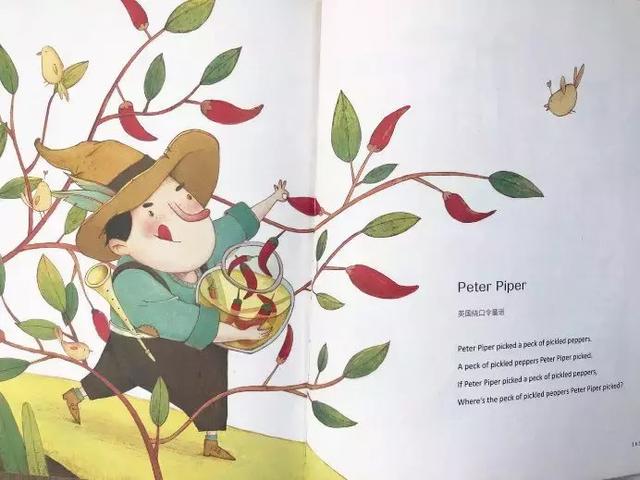 Peter Piper
英国绕口令童谣
Peter Piper picked a peck of pickled peppers.
A peck of pickled peppers Peter Piper picked.
If Peter Piper picked a peck of pickled peppers,
Where's the peck of pickled peppers Peter Piper picked?